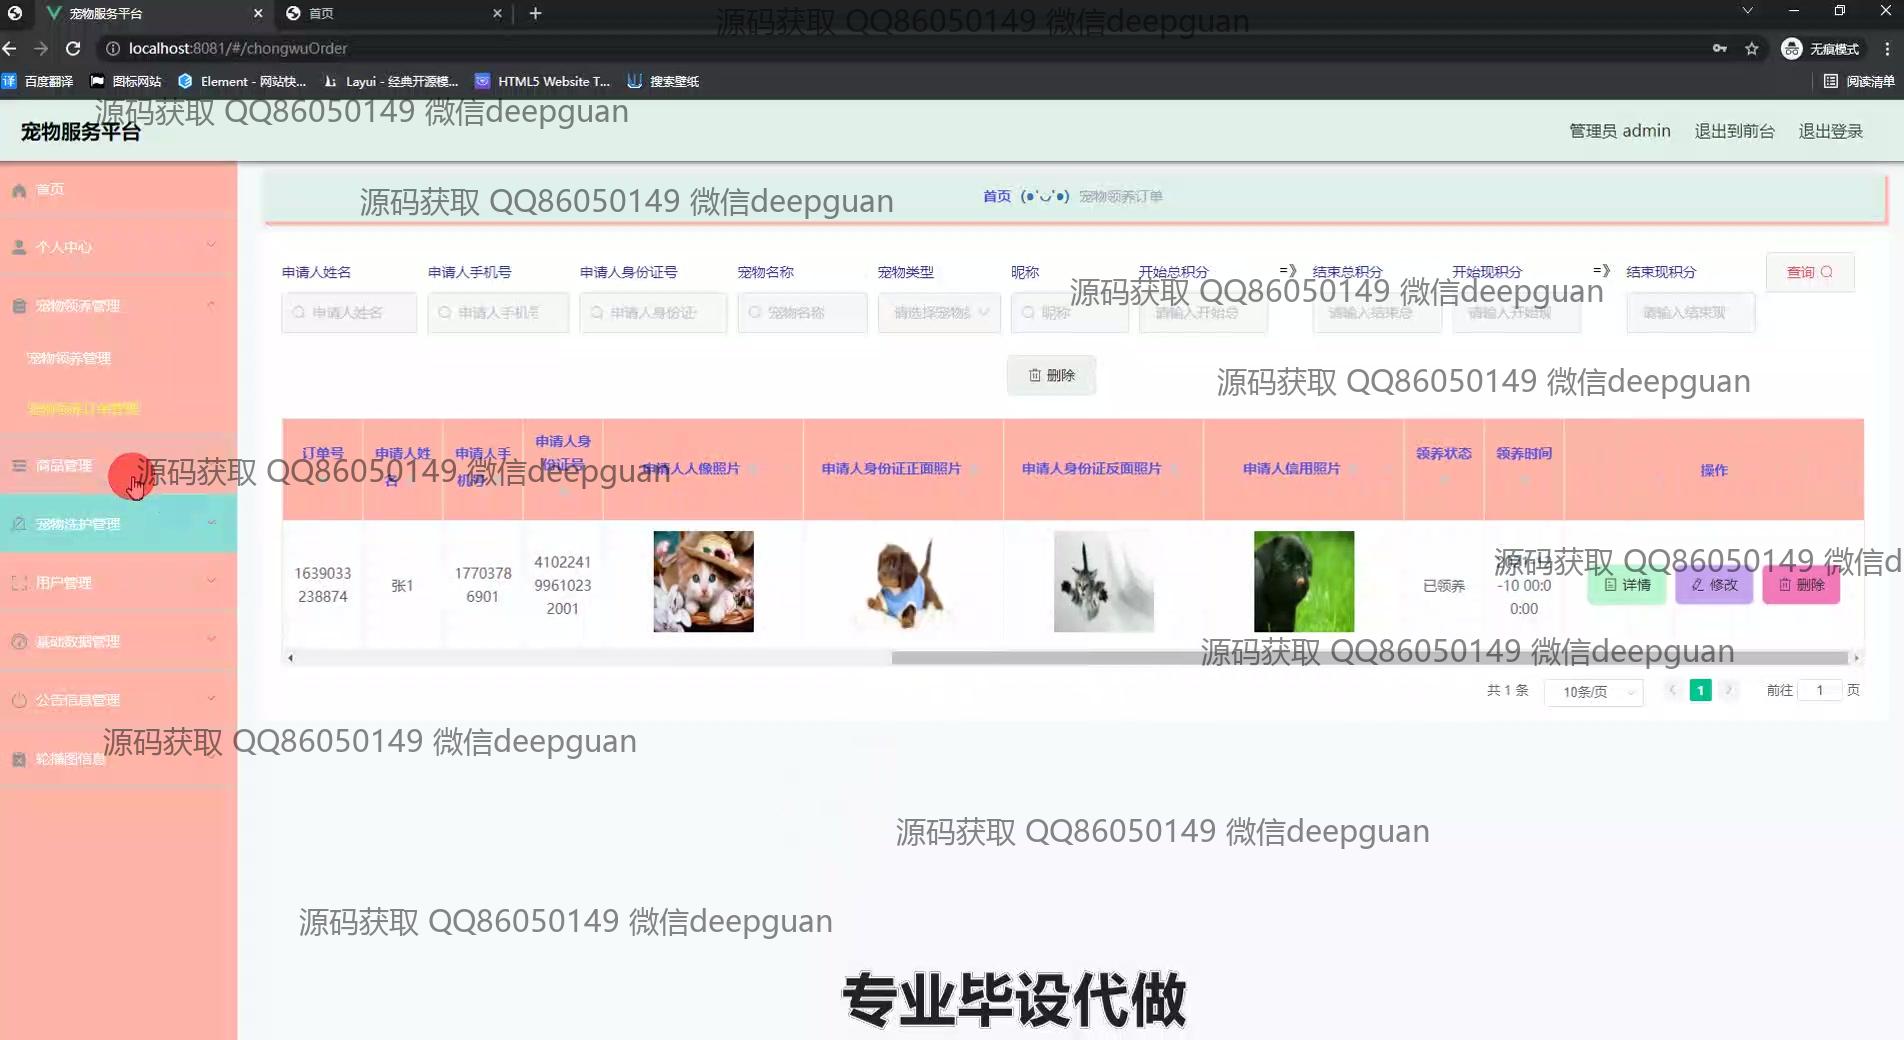 宠物服务平台
首页
源码获取 QQ86050149 微信deepguan
localhost:8081/#/chongwuOrder
无痕模式
百度翻译
图标网站
Element - 网站快...
Layui - 经典开源模...
HTML5 Website T...
搜索壁纸
阅读清单
源码获取 QQ86050149 微信deepguan
宠物服务平台
管理员 admin
退出到前台
退出登录
首页
个人中心
宠物领养管理
宠物领养管理
宠物领养订单管理
商品管理
宠物洗护管理
用户管理
基础数据管理
公告信息管理
轮播图信息
源码获取 QQ86050149 微信deepguan
首页 (●'◡'●) 宠物领养订单
申请人姓名 申请人手机号 申请人身份证号 宠物名称 宠物类型 昵称 开始总积分 =》 结束总积分 开始现积分 =》 结束现积分
查询
源码获取 QQ86050149 微信deepguan
申请人姓名 申请人手机号 申请人身份证 宠物名称 请选择宠物 昵称 请输入开始总 请输入结束总 请输入开始现 请输入结束现
删除
源码获取 QQ86050149 微信deepguan
订单号 申请人姓名 申请人手机号 申请人身份证号 申请人人像照片 申请人身份证正面照片 申请人身份证反面照片 申请人信用照片 领养状态 领养时间 操作
源码获取 QQ86050149 微信deepguan
1639033
238874
张1
1770378
6901
4102241
9961023
2001
已领养
-10 00:0
0:00
详情 修改 删除
源码获取 QQ86050149 微信d
源码获取 QQ86050149 微信deepguan
共 1 条 10条/页 1 前往 1 页
源码获取 QQ86050149 微信deepguan
源码获取 QQ86050149 微信deepguan
源码获取 QQ86050149 微信deepguan
专业毕设代做